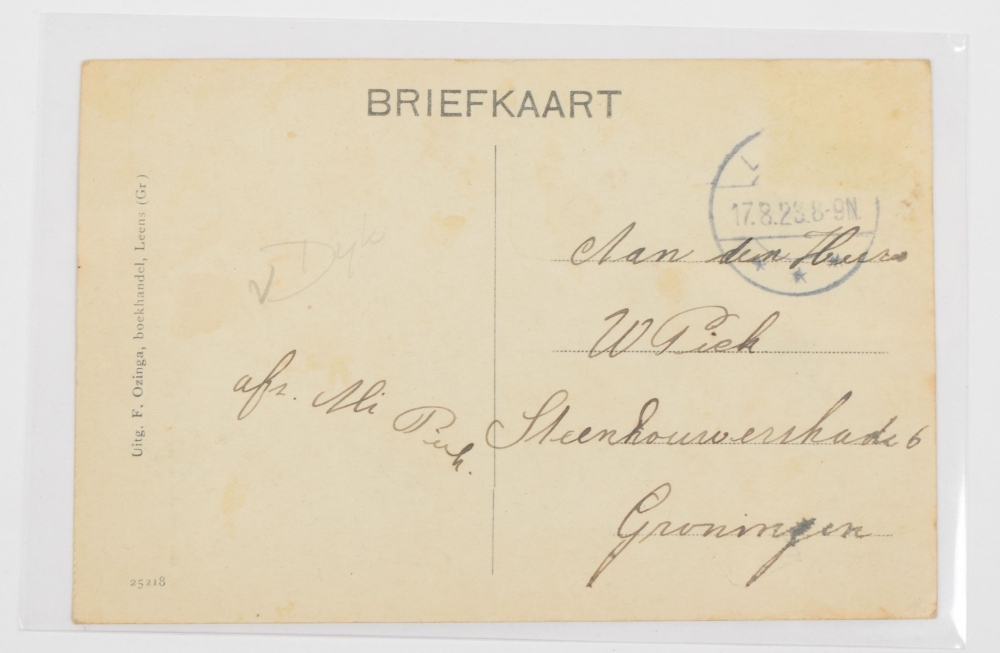 BRIEFKAART
17.8.23.8-9N.
Uitg. F. Ozinga, boekhandel, Leens (Gr)
Aan den Heer
W Piek
Steenhouwerskade 6
Groningen
afz. Mi
Piek.
25218